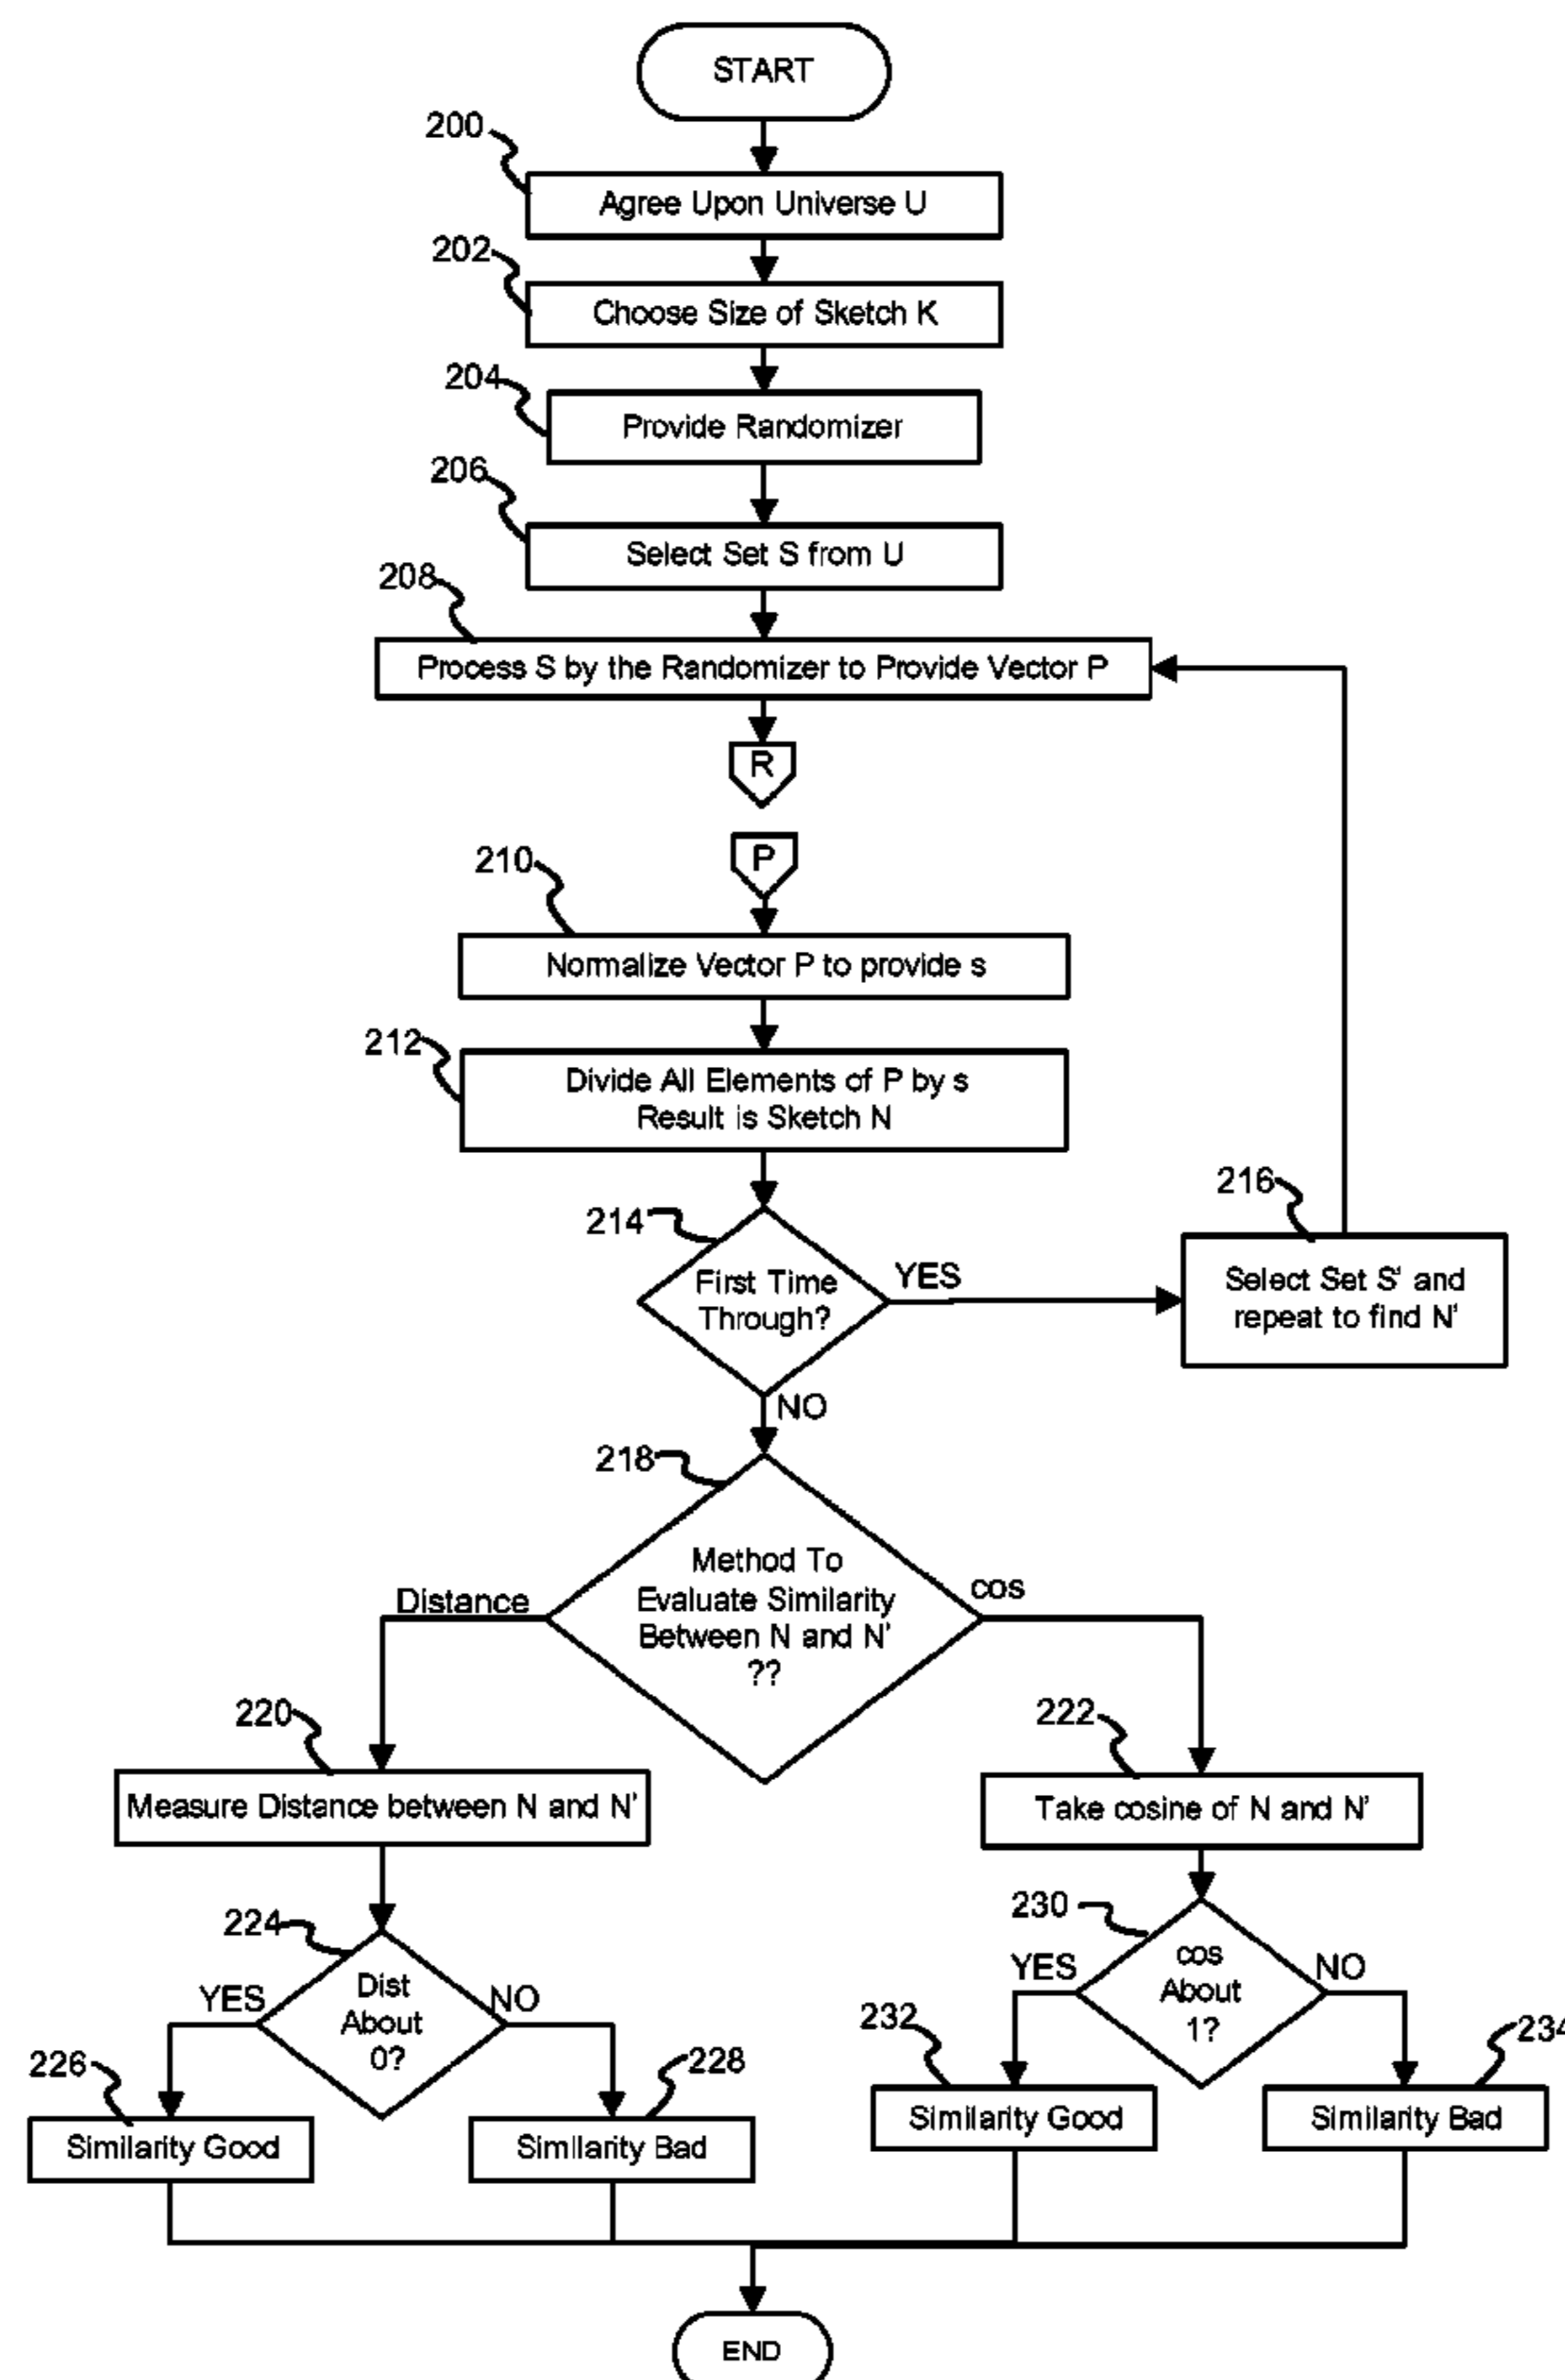 START
200
Agree Upon Universe U
202
Choose Size of Sketch K
204
Provide Randomizer
206
Select Set S from U
208
Process S by the Randomizer to Provide Vector P
R
P
210
Normalize Vector P to provide s
212
Divide All Elements of P by s
Result is Sketch N
214
First Time
Through?
YES
216
Select Set S' and
repeat to find N'
NO
218
Method To
Evaluate Similarity
Between N and N'
??
Distance
cos
220
Measure Distance between N and N'
222
Take cosine of N and N'
224
Dist
About
0?
YES
NO
230
cos
About
1?
YES
NO
226
Similarity Good
228
Similarity Bad
232
Similarity Good
234
Similarity Bad
END